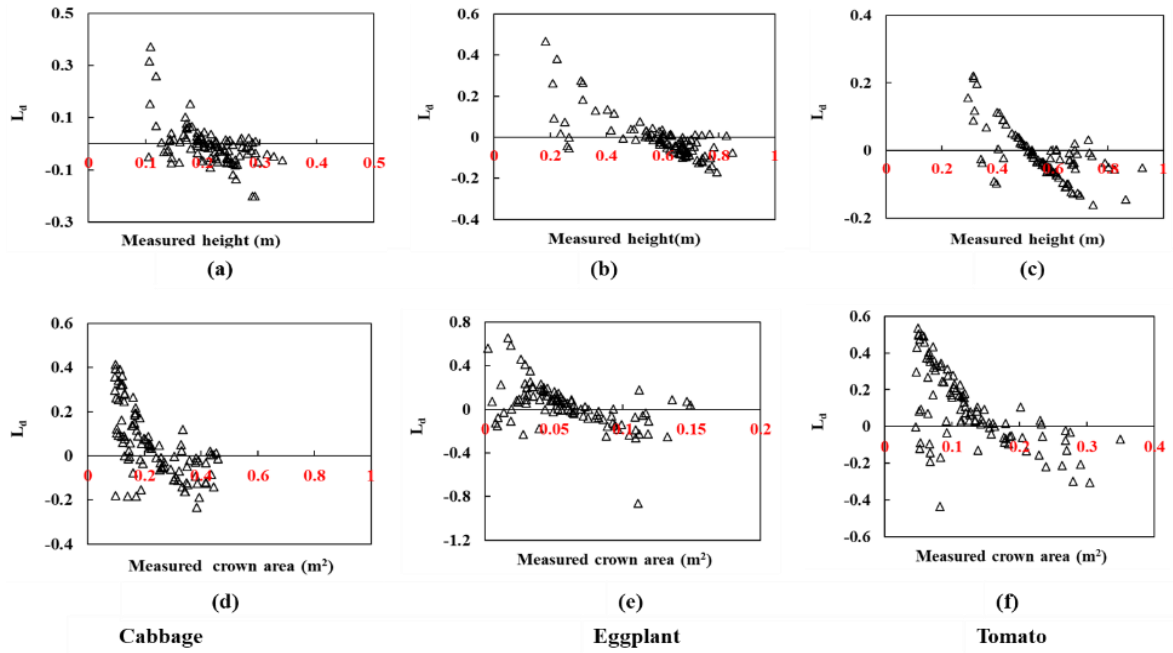 0.5
0.3
0.1
-0.1
-0.3
0 0.1 0.2 0.3 0.4 0.5
L_d
Measured height (m)
(a)
0.6
0.4
0.2
0
-0.2
-0.4
0 0.2 0.4 0.6 0.8 1
L_d
Measured height(m)
(b)
0.4
0.2
0
-0.2
0 0.2 0.4 0.6 0.8 1
L_d
Measured height (m)
(c)
0.6
0.4
0.2
0
-0.2
-0.4
0 0.2 0.4 0.6 0.8 1
L_d
Measured crown area (m²)
(d)
0.8
0.4
0
-0.4
-0.8
-1.2
0 0.05 0.1 0.15 0.2
L_d
Measured crown area (m²)
(e)
0.6
0.4
0.2
0
-0.2
-0.4
-0.6
0 0.1 0.2 0.3 0.4
L_d
Measured crown area (m²)
(f)
Cabbage Eggplant Tomato